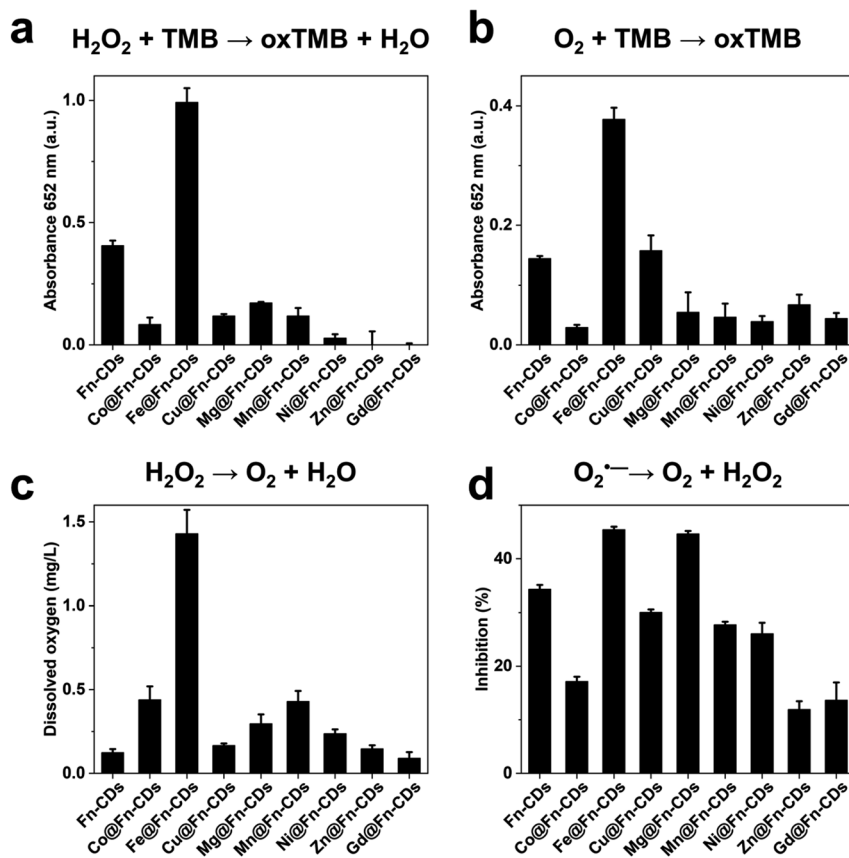 a
H₂O₂ + TMB → oxTMB + H₂O
Absorbance 652 nm (a.u.)
1.0
0.5
0.0
Fn-CDs
Co@Fn-CDs
Fe@Fn-CDs
Cu@Fn-CDs
Mg@Fn-CDs
Mn@Fn-CDs
Ni@Fn-CDs
Zn@Fn-CDs
Gd@Fn-CDs
b
O₂ + TMB → oxTMB
Absorbance 652 nm (a.u.)
0.4
0.2
0.0
Fn-CDs
Co@Fn-CDs
Fe@Fn-CDs
Cu@Fn-CDs
Mg@Fn-CDs
Mn@Fn-CDs
Ni@Fn-CDs
Zn@Fn-CDs
Gd@Fn-CDs
c
H₂O₂ → O₂ + H₂O
Dissolved oxygen (mg/L)
1.5
1.0
0.5
0.0
Fn-CDs
Co@Fn-CDs
Fe@Fn-CDs
Cu@Fn-CDs
Mg@Fn-CDs
Mn@Fn-CDs
Ni@Fn-CDs
Zn@Fn-CDs
Gd@Fn-CDs
d
O₂•— → O₂ + H₂O₂
Inhibition (%)
40
20
0
Fn-CDs
Co@Fn-CDs
Fe@Fn-CDs
Cu@Fn-CDs
Mg@Fn-CDs
Mn@Fn-CDs
Ni@Fn-CDs
Zn@Fn-CDs
Gd@Fn-CDs